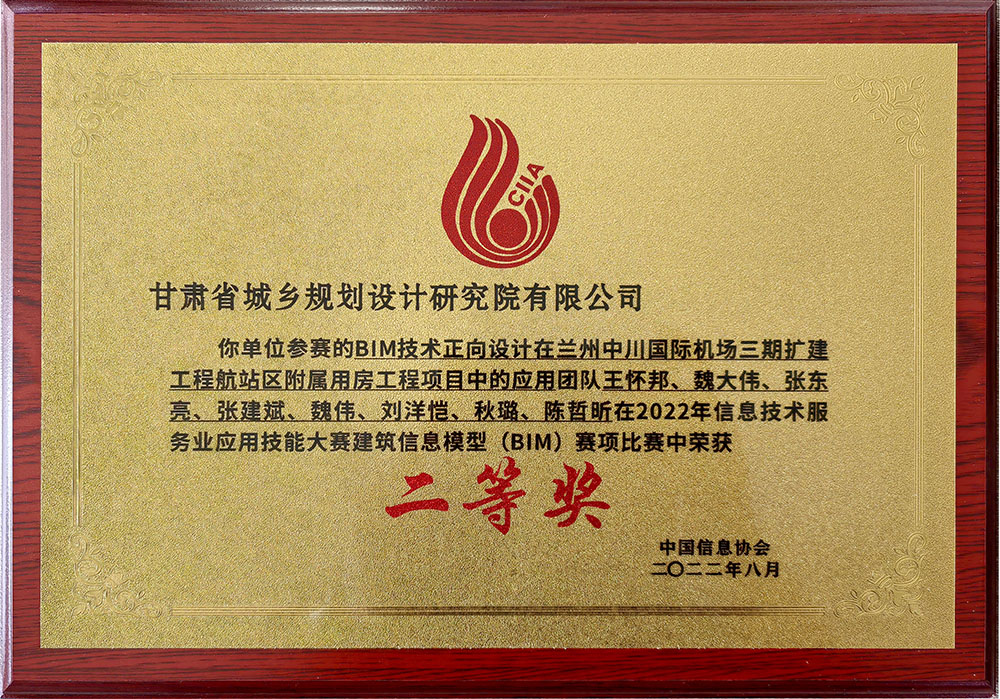 CIIA
甘肃省城乡规划设计研究院有限公司
你单位参赛的BIM技术正向设计在兰州中川国际机场三期扩建
工程航站区附属用房工程项目中的应用团队王怀邦、魏大伟、张东
亮、张建斌、魏伟、刘洋恺、秋璐、陈哲昕在2022年信息技术服
务业应用技能大赛建筑信息模型（BIM）赛项比赛中荣获
二等奖
中国信息协会
二〇二二年八月